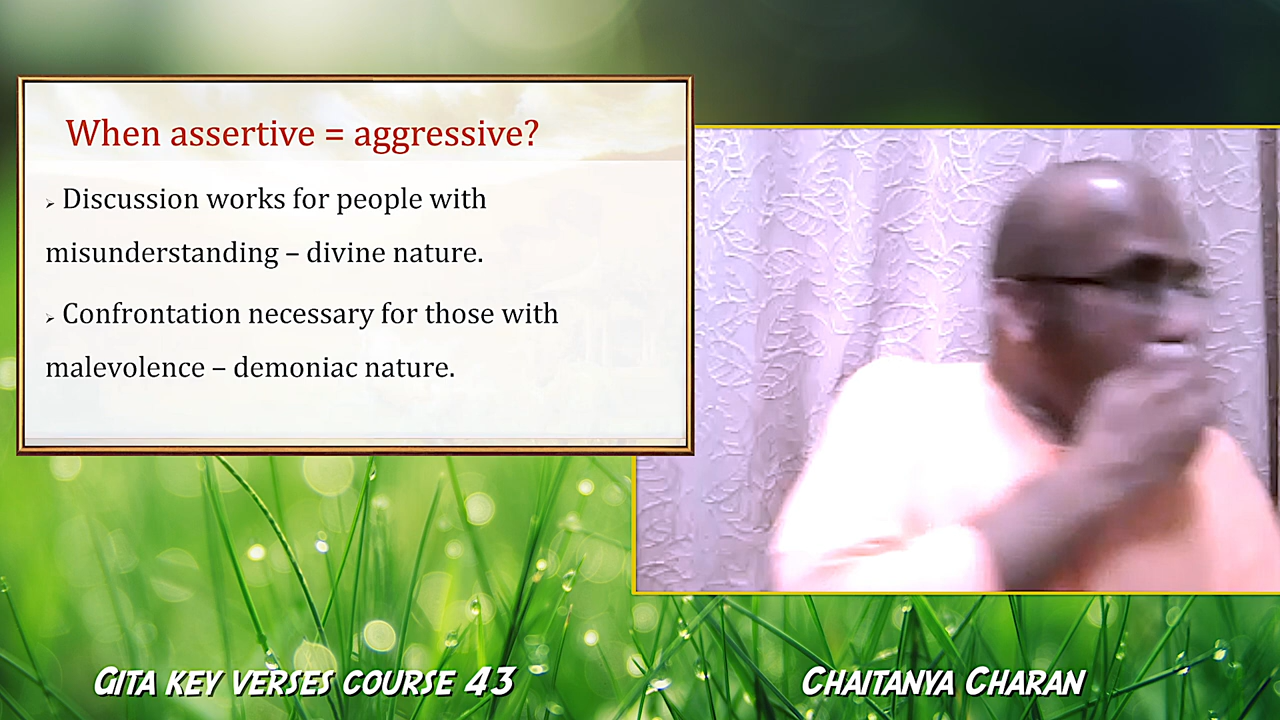 When assertive = aggressive?
➢ Discussion works for people with
misunderstanding – divine nature.
➢ Confrontation necessary for those with
malevolence – demoniac nature.
GITA KEY VERSES COURSE 43
CHAITANYA CHARAN